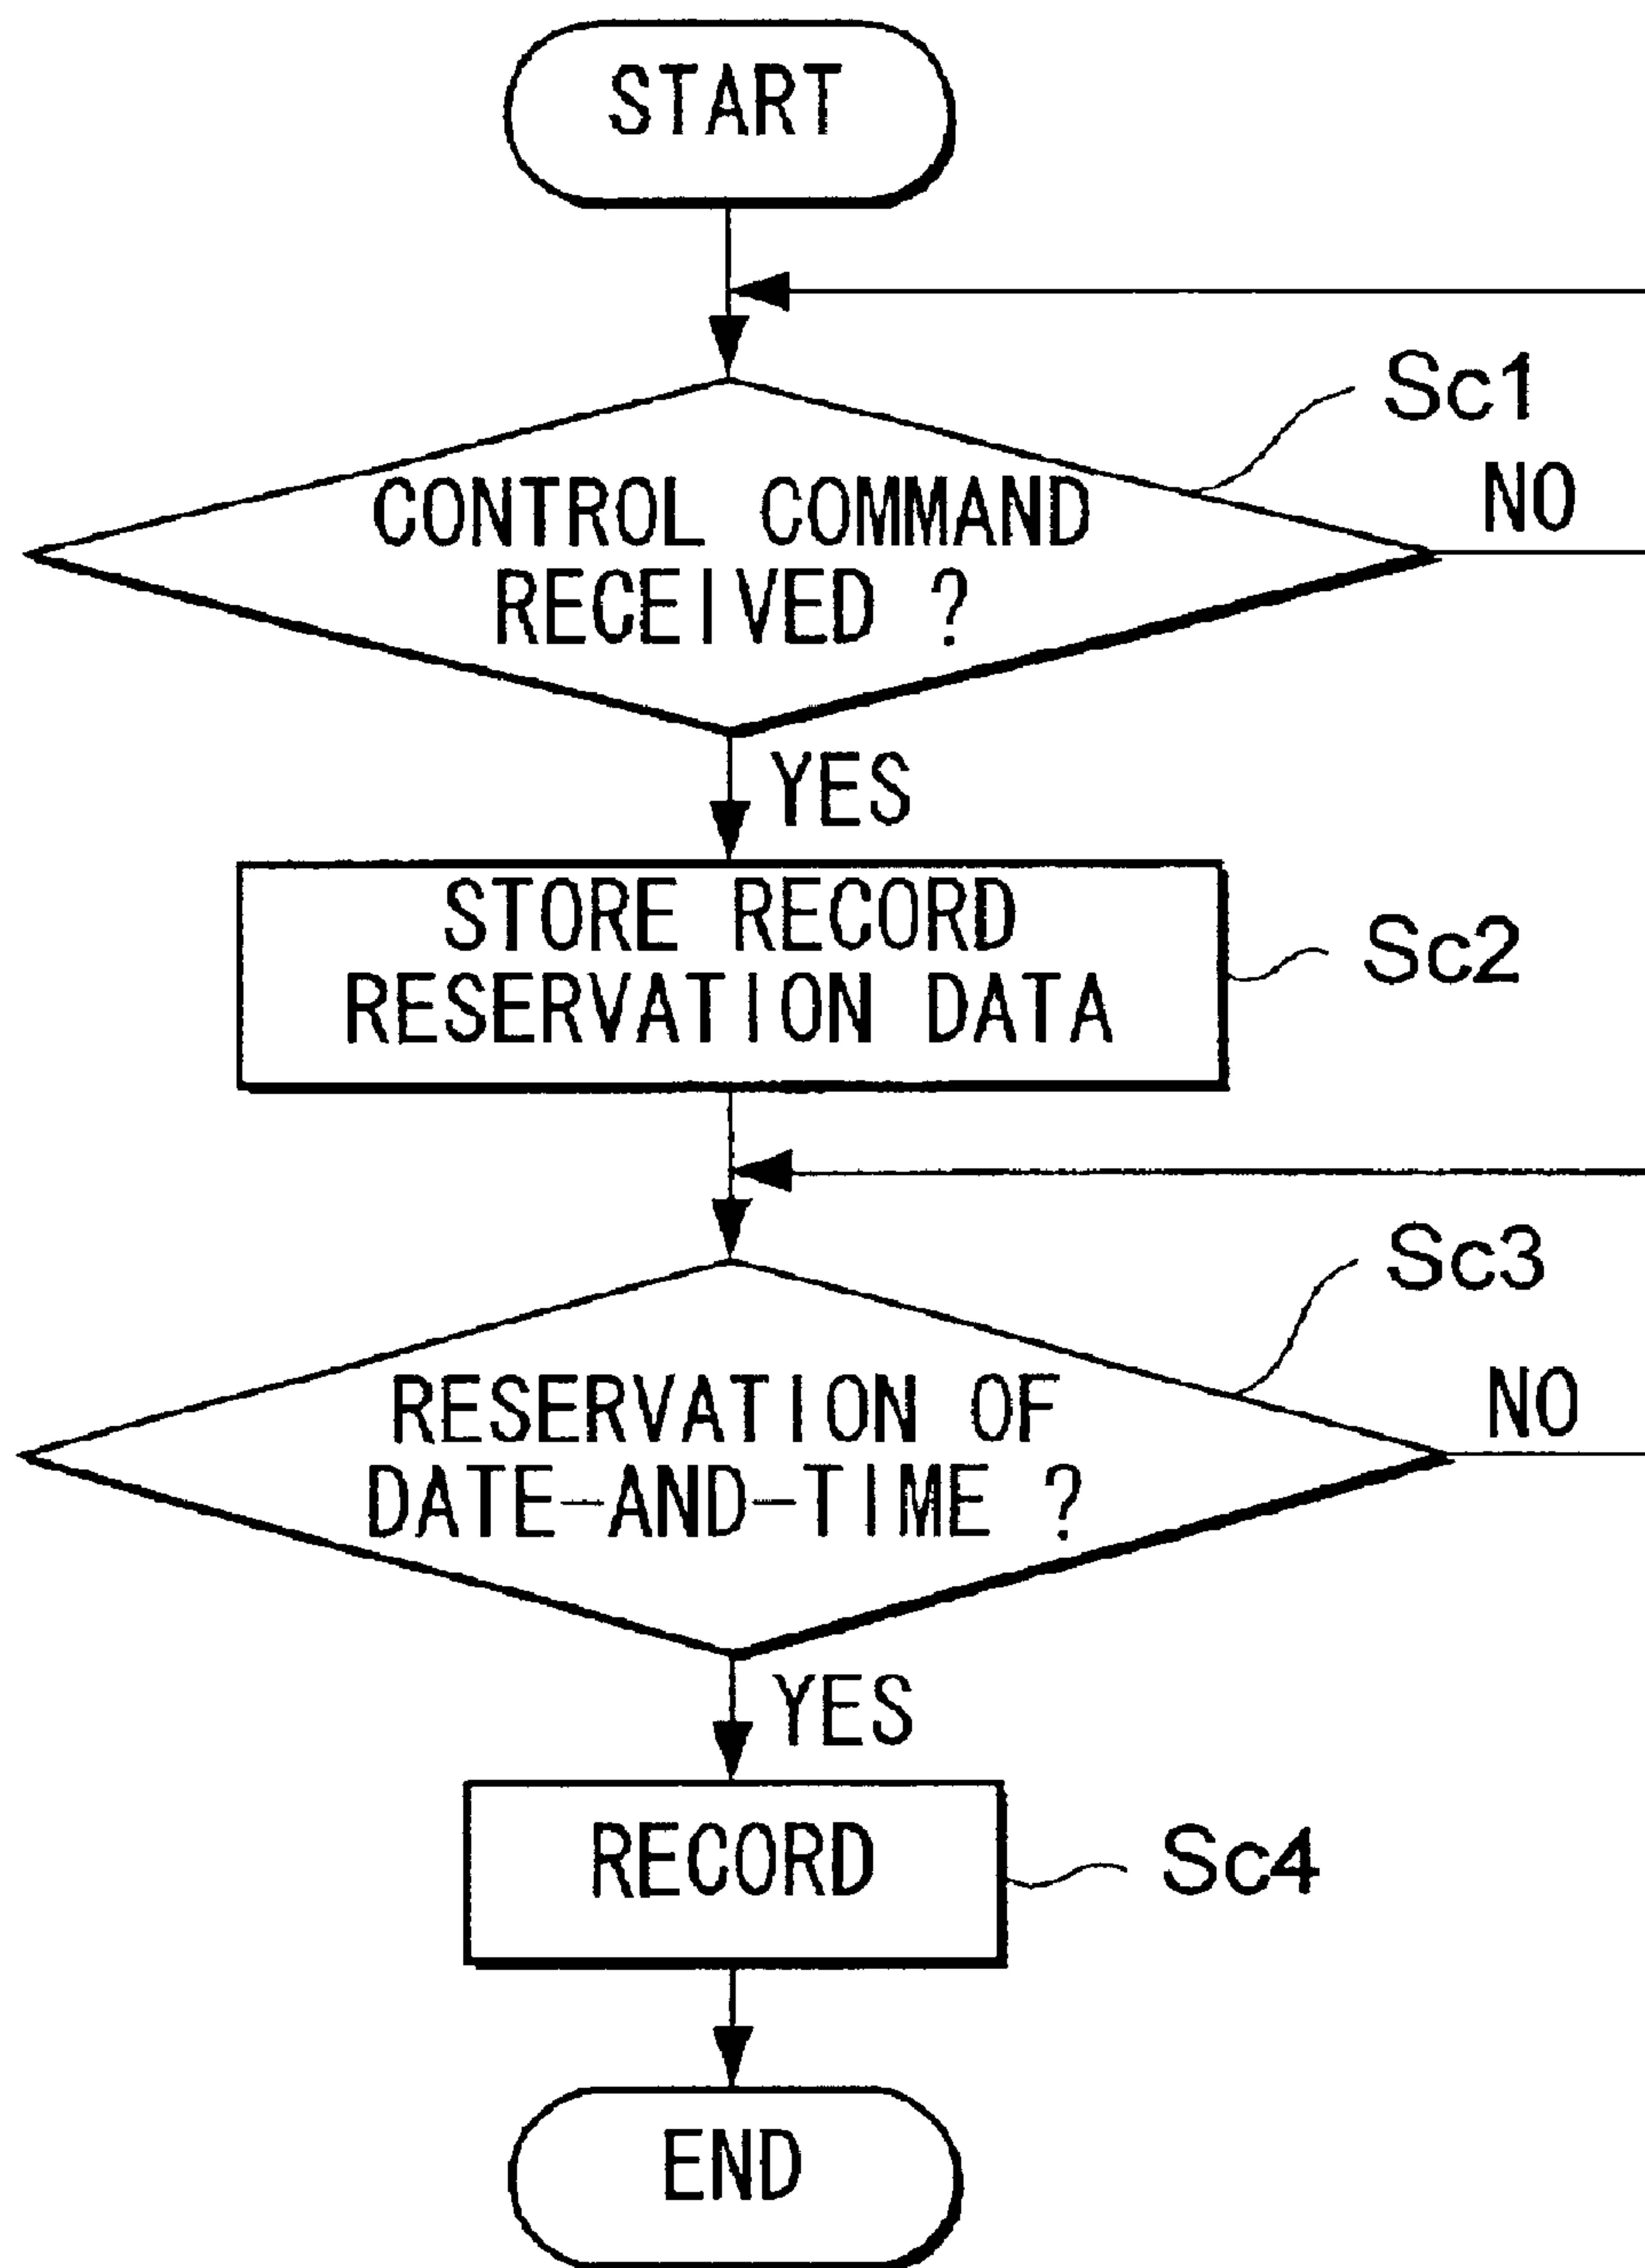 START
Sc1
CONTROL COMMAND
RECEIVED ?
NO
YES
STORE RECORD
RESERVATION DATA
Sc2
Sc3
RESERVATION OF
DATE-AND-TIME ?
NO
YES
RECORD
Sc4
END